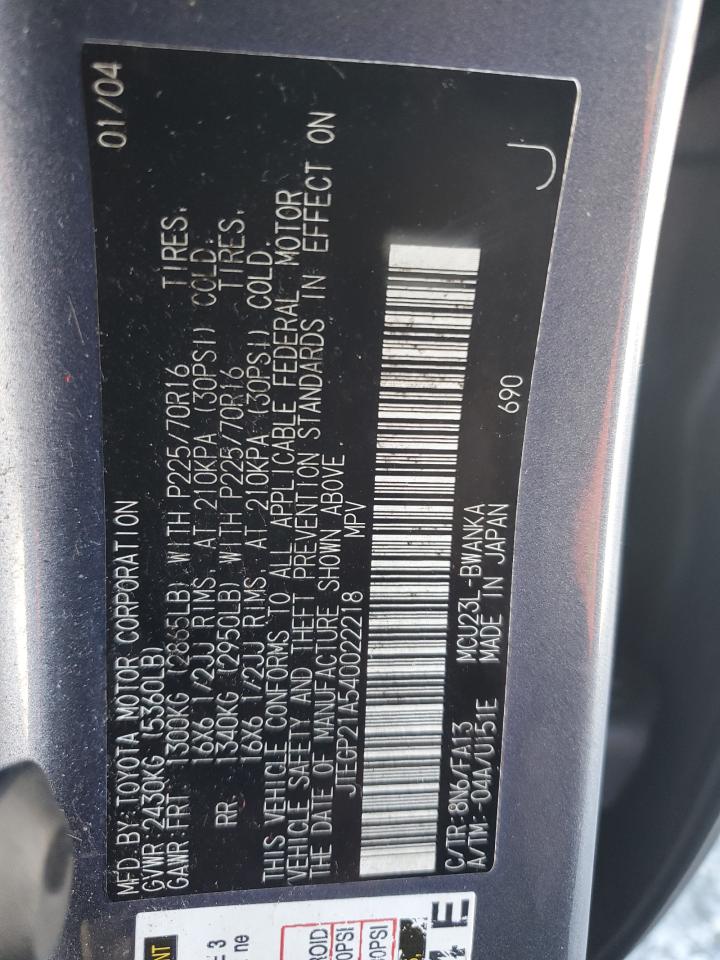 MFD. BY: TOYOTA MOTOR CORPORATION 01/04
GVWR 2430KG (5360LB)
GAWR FRT 1300KG (2865LB) WITH P225/70R16 TIRES,
16X6 1/2JJ RIMS AT 210KPA (30PSI) COLD.
RR. 1340KG (2950LB) WITH P225/70R16 TIRES,
16X6 1/2JJ RIMS AT 210KPA (30PSI) COLD.
THIS VEHICLE CONFORMS TO ALL APPLICABLE FEDERAL MOTOR
VEHICLE SAFETY AND THEFT PREVENTION STANDARDS IN EFFECT ON
THE DATE OF MANUFACTURE SHOWN ABOVE.
JTEGP21A540022218 MPV
C/TR:8N6/FA13 MCU23L-BWANKA 690
A/TM:-04A/U151E MADE IN JAPAN J
E 3
ne
0PSI
0PSI
E